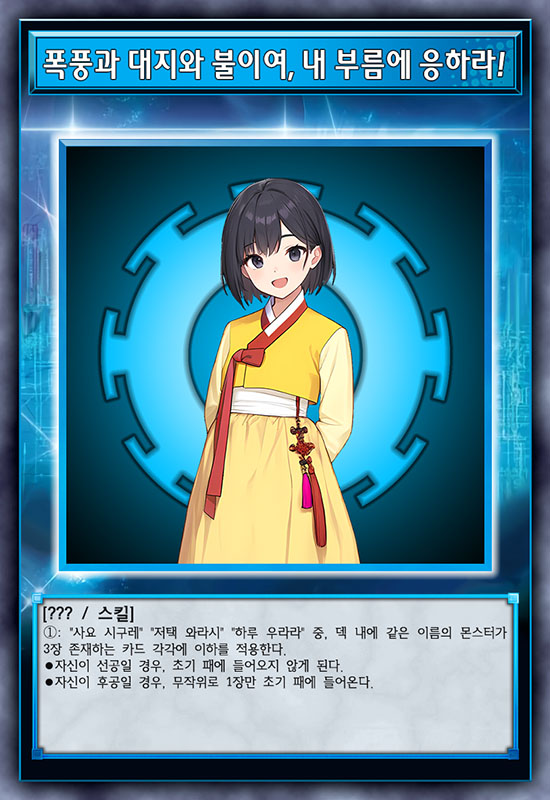 폭풍과 대지와 불이여, 내 부름에 응하라!
[??? / 스킬]
①: "사요 시구레" "저택 와라시" "하루 우라라" 중, 덱 내에 같은 이름의 몬스터가
3장 존재하는 카드 각각에 이하를 적용한다.
●자신이 선공일 경우, 초기 패에 들어오지 않게 된다.
●자신이 후공일 경우, 무작위로 1장만 초기 패에 들어온다.